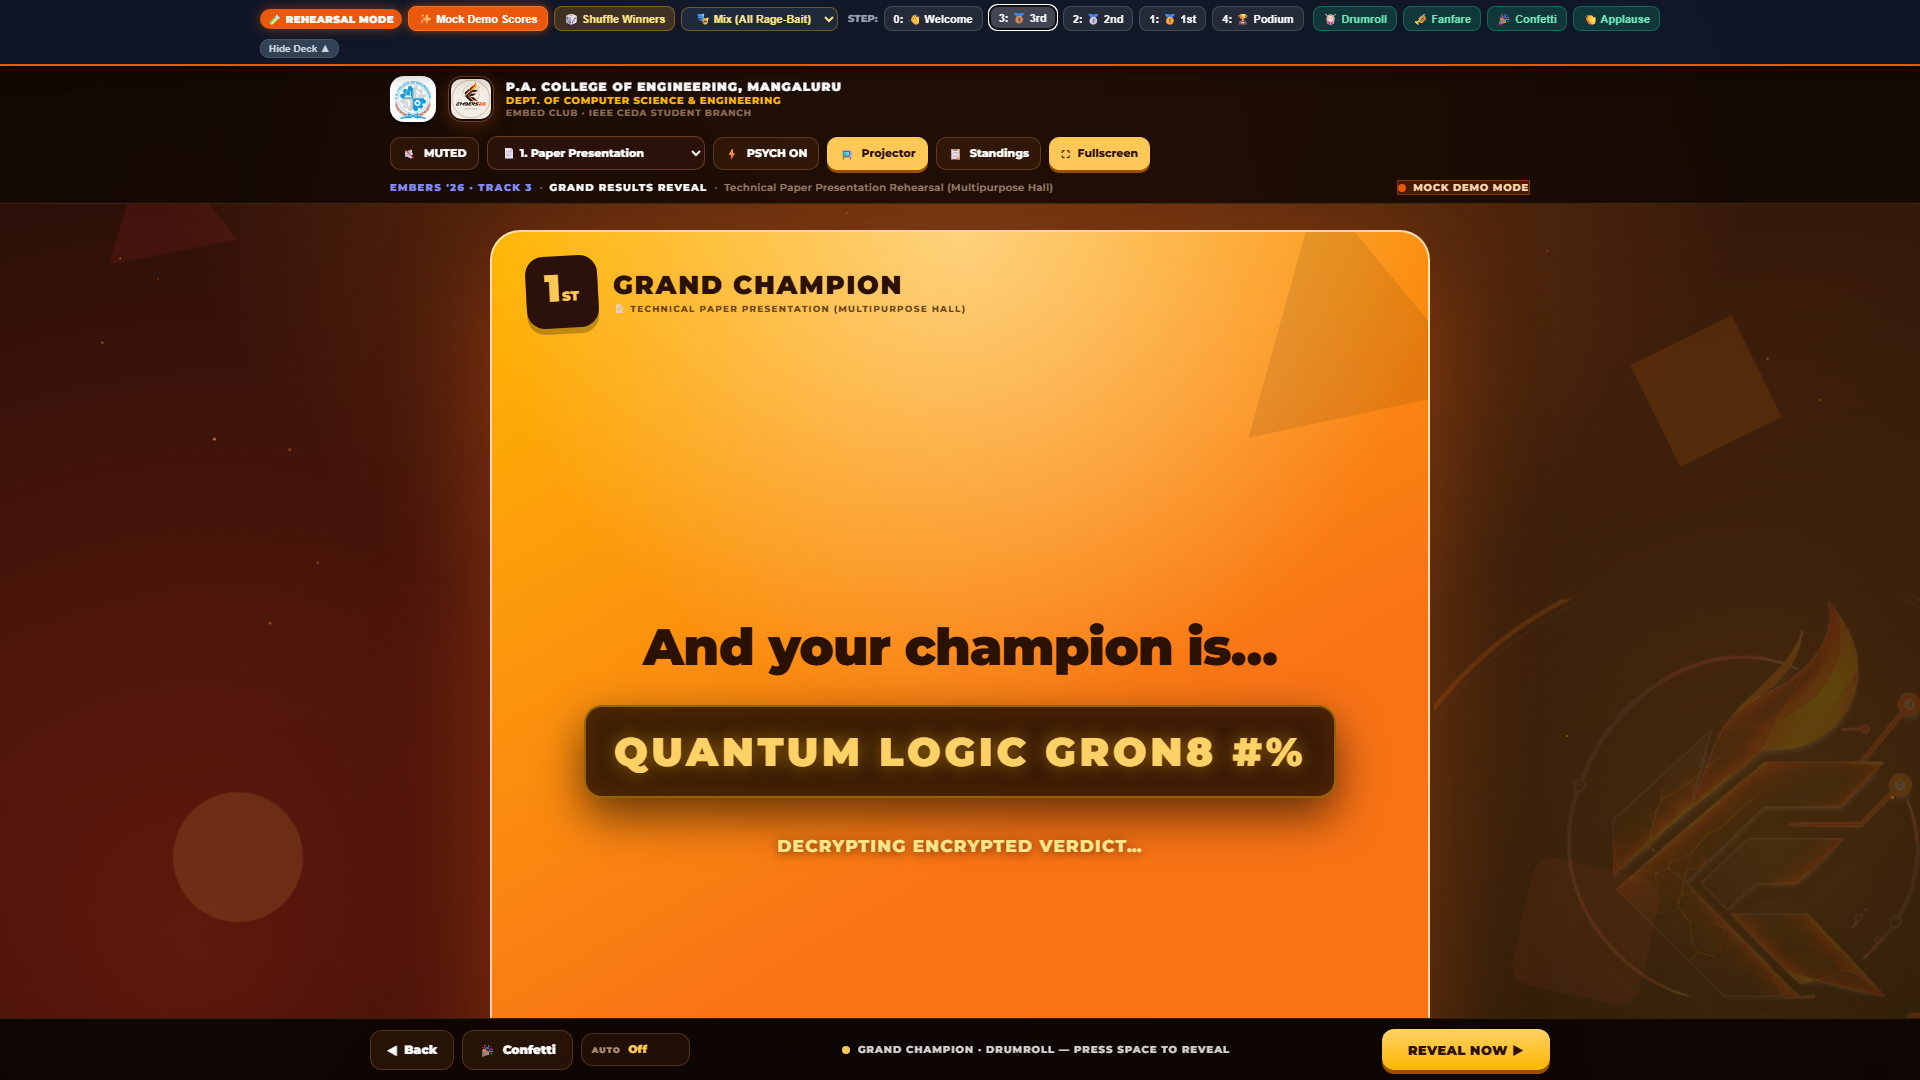 REHEARSAL MODE
Mock Demo Scores
Shuffle Winners
Mix (All Rage-Bait)
STEP:
0: Welcome
3: 3rd
2: 2nd
1: 1st
4: Podium
Drumroll
Fanfare
Confetti
Applause
Hide Deck ▲
P.A. COLLEGE OF ENGINEERING, MANGALURU
DEPT. OF COMPUTER SCIENCE & ENGINEERING
EMBED CLUB · IEEE CEDA STUDENT BRANCH
MUTED
1. Paper Presentation
PSYCH ON
Projector
Standings
Fullscreen
EMBERS '26 · TRACK 3 · GRAND RESULTS REVEAL · Technical Paper Presentation Rehearsal (Multipurpose Hall)
MOCK DEMO MODE
1ST
GRAND CHAMPION
TECHNICAL PAPER PRESENTATION (MULTIPURPOSE HALL)
And your champion is...
QUANTUM LOGIC GRON8 #%
DECRYPTING ENCRYPTED VERDICT...
◀ Back
Confetti
AUTO Off
GRAND CHAMPION · DRUMROLL — PRESS SPACE TO REVEAL
REVEAL NOW ▶